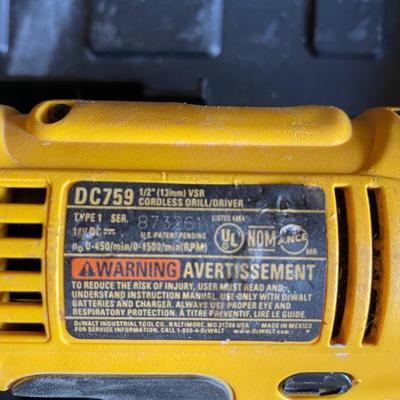 DC759 1/2" (13mm) VSR
CORDLESS DRILL/DRIVER
TYPE 1 SER. 873261 LISTED
18V DC U.S. PATENT PENDING
n₀ 0-450/min/0-1500/min(RPM)
UL NOM ANCE
WARNING AVERTISSEMENT
TO REDUCE THE RISK OF INJURY, USER MUST READ AND
UNDERSTAND INSTRUCTION MANUAL. USE ONLY WITH DEWALT
BATTERIES AND CHARGER. ALWAYS USE PROPER EYE AND
RESPIRATORY PROTECTION. À TITRE PREVENTIF, LIRE LE GUIDE.
DEWALT INDUSTRIAL TOOL CO., BALTIMORE, MD 21286 USA MADE IN MEXICO
FOR SERVICE INFORMATION, CALL 1-800-4-DEWALT www.DEWALT.com